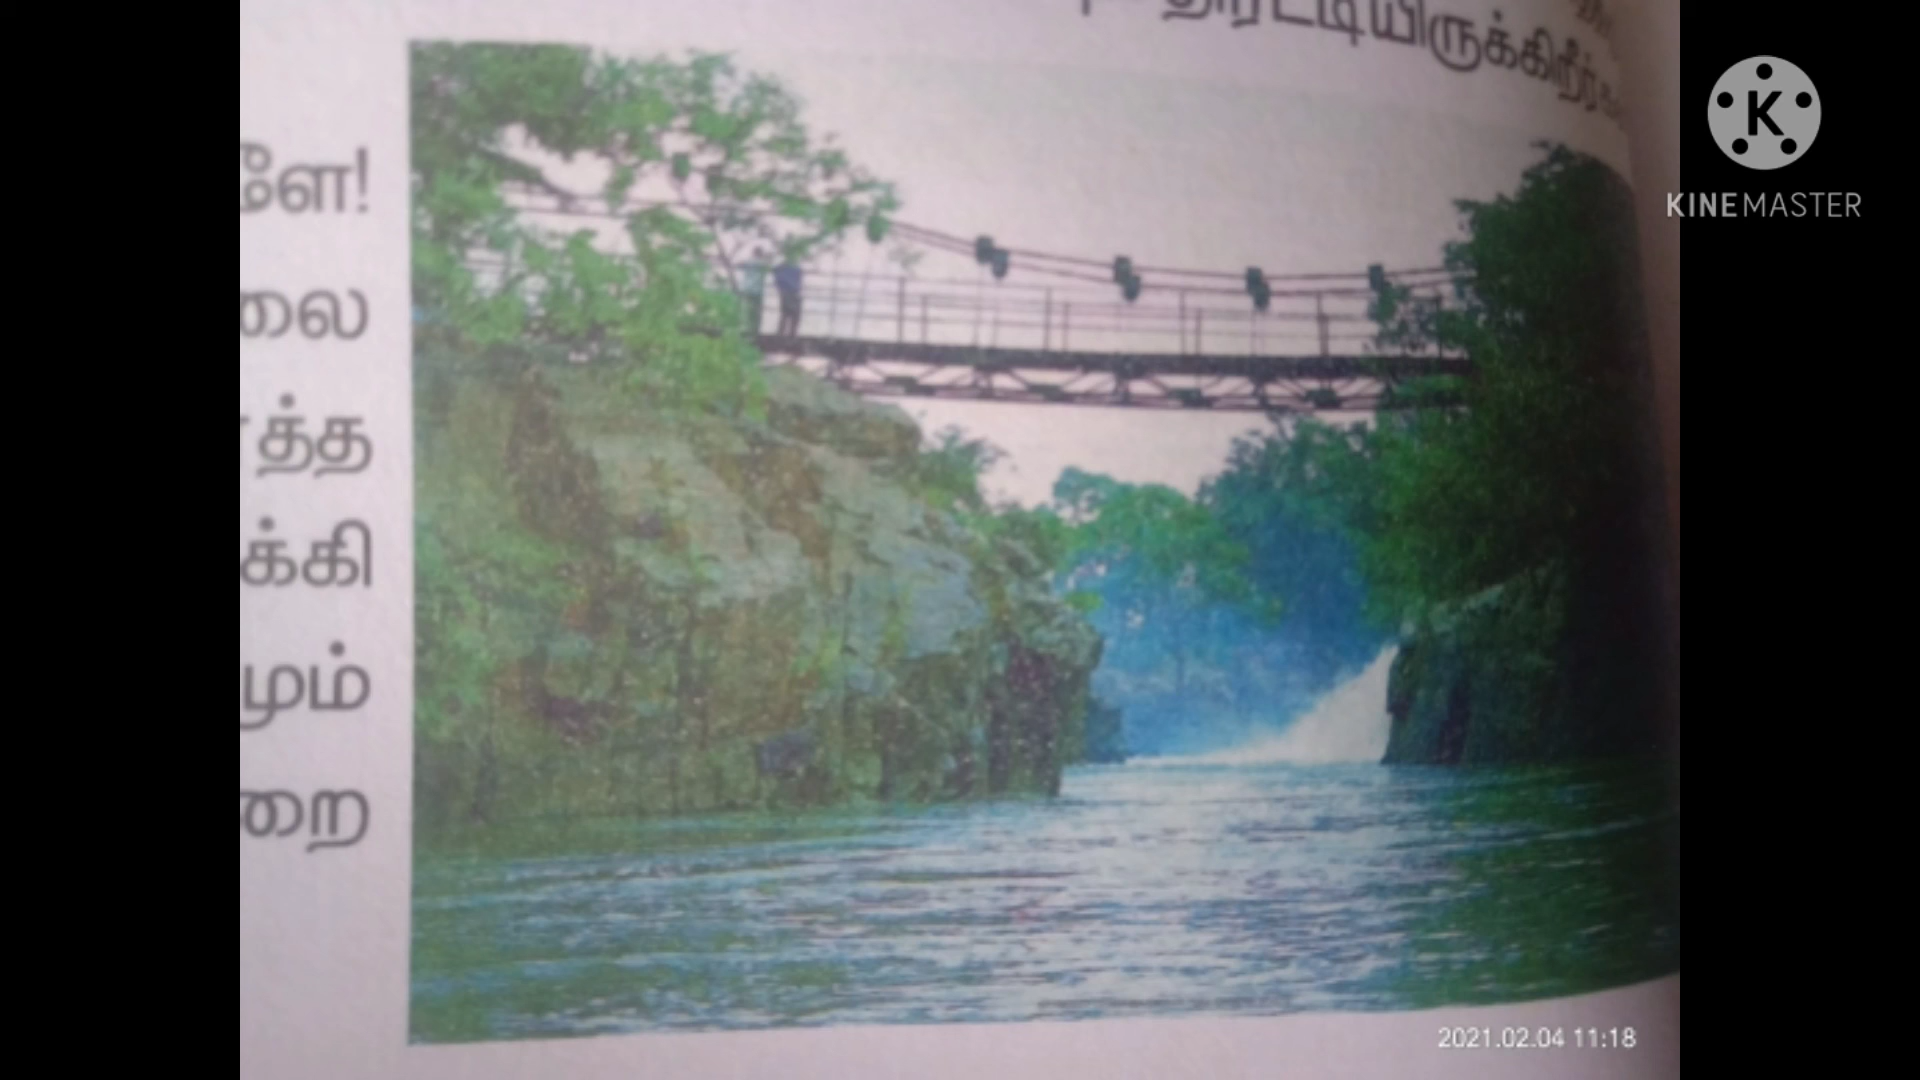 திரட்டியிருக்கிறீர்
ளே!
லை
த்த
க்கி
மும்
றை
KINEMASTER
2021.02.04 11:18